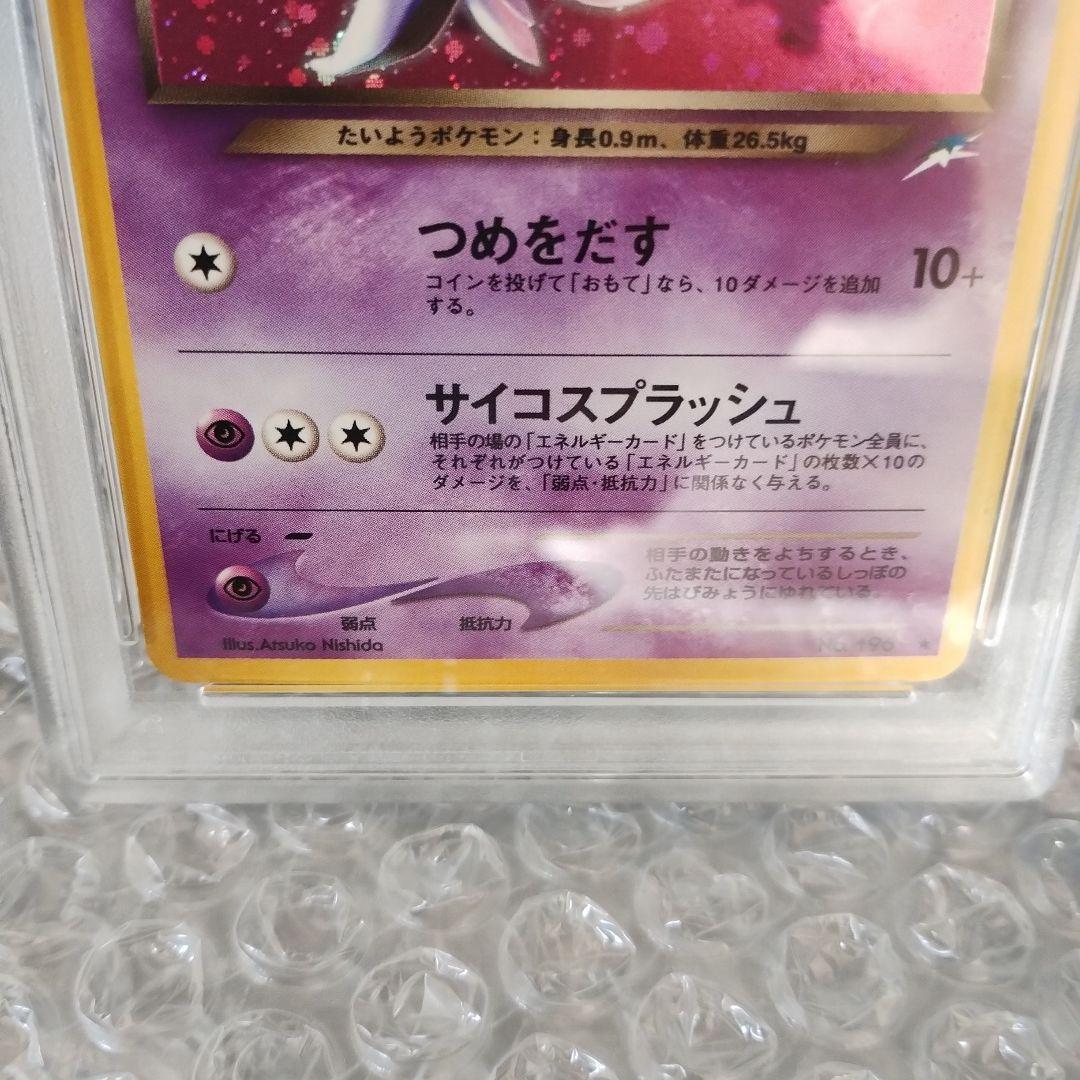 たいようポケモン：身長0.9m、体重26.5kg
つめをだす
10+
コインを投げて「おもて」なら、10ダメージを追加
する。
サイコスプラッシュ
相手の場の「エネルギーカード」をつけているポケモン全員に、
それぞれがつけている「エネルギーカード」の枚数×10の
ダメージを、「弱点・抵抗力」に関係なく与える。
にげる
相手の動きをよちするとき、
ふたまたになっているしっぽの
先はびみょうにゆれている。
弱点
抵抗力
Illus.Atsuko Nishida
No. 196